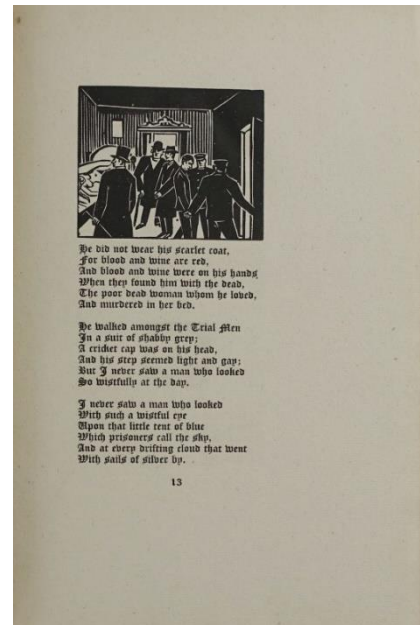 He did not wear his scarlet coat,
For blood and wine are red,
And blood and wine were on his hands
When they found him with the dead,
The poor dead woman whom he loved,
And murdered in her bed.
He walked amongst the Trial Men
In a suit of shabby grey;
A cricket cap was on his head,
And his step seemed light and gay;
But I never saw a man who looked
So wistfully at the day.
I never saw a man who looked
With such a wistful eye
Upon that little tent of blue
Which prisoners call the sky,
And at every drifting cloud that went
With sails of silver by.
13